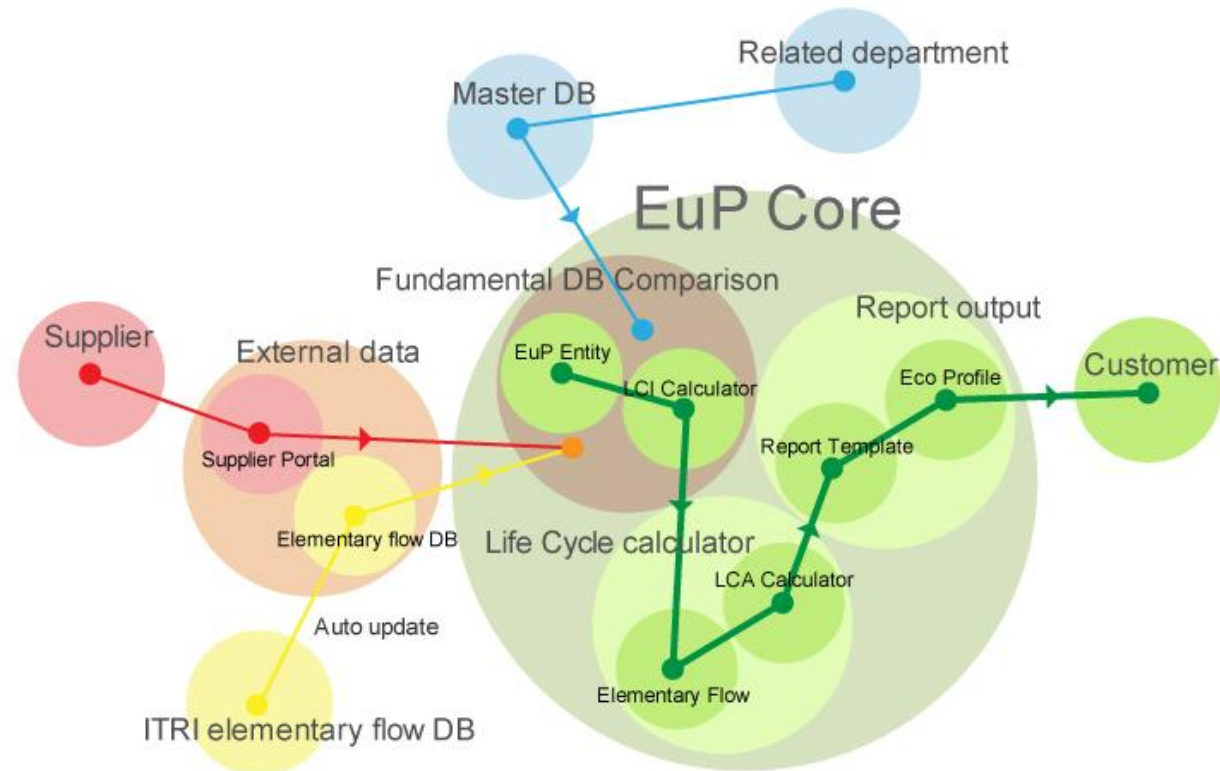 Related department
Master DB
EuP Core
Fundamental DB Comparison
Report output
Supplier
External data
EuP Entity
LCI Calculator
Eco Profile
Customer
Supplier Portal
Report Template
Elementary flow DB
Life Cycle calculator
LCA Calculator
Auto update
Elementary Flow
ITRI elementary flow DB